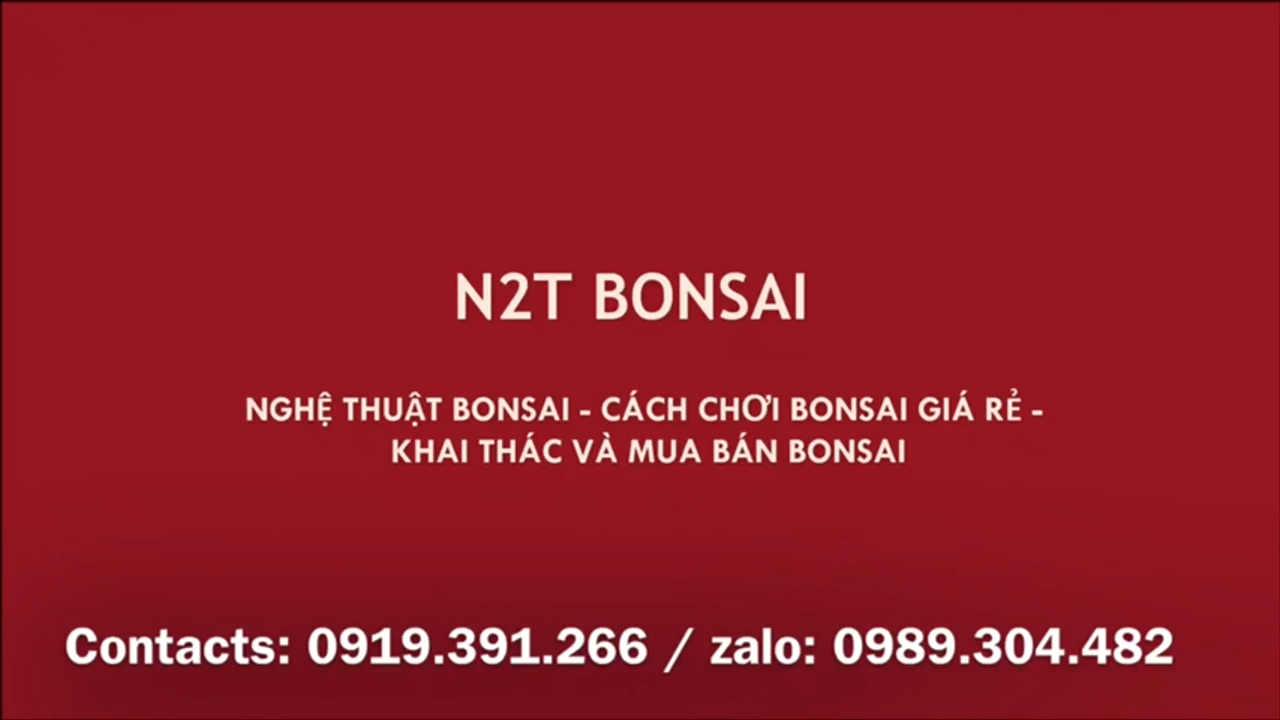 N2T BONSAI
NGHỆ THUẬT BONSAI - CÁCH CHƠI BONSAI GIÁ RẺ -
KHAI THÁC VÀ MUA BÁN BONSAI
Contacts: 0919.391.266 / zalo: 0989.304.482